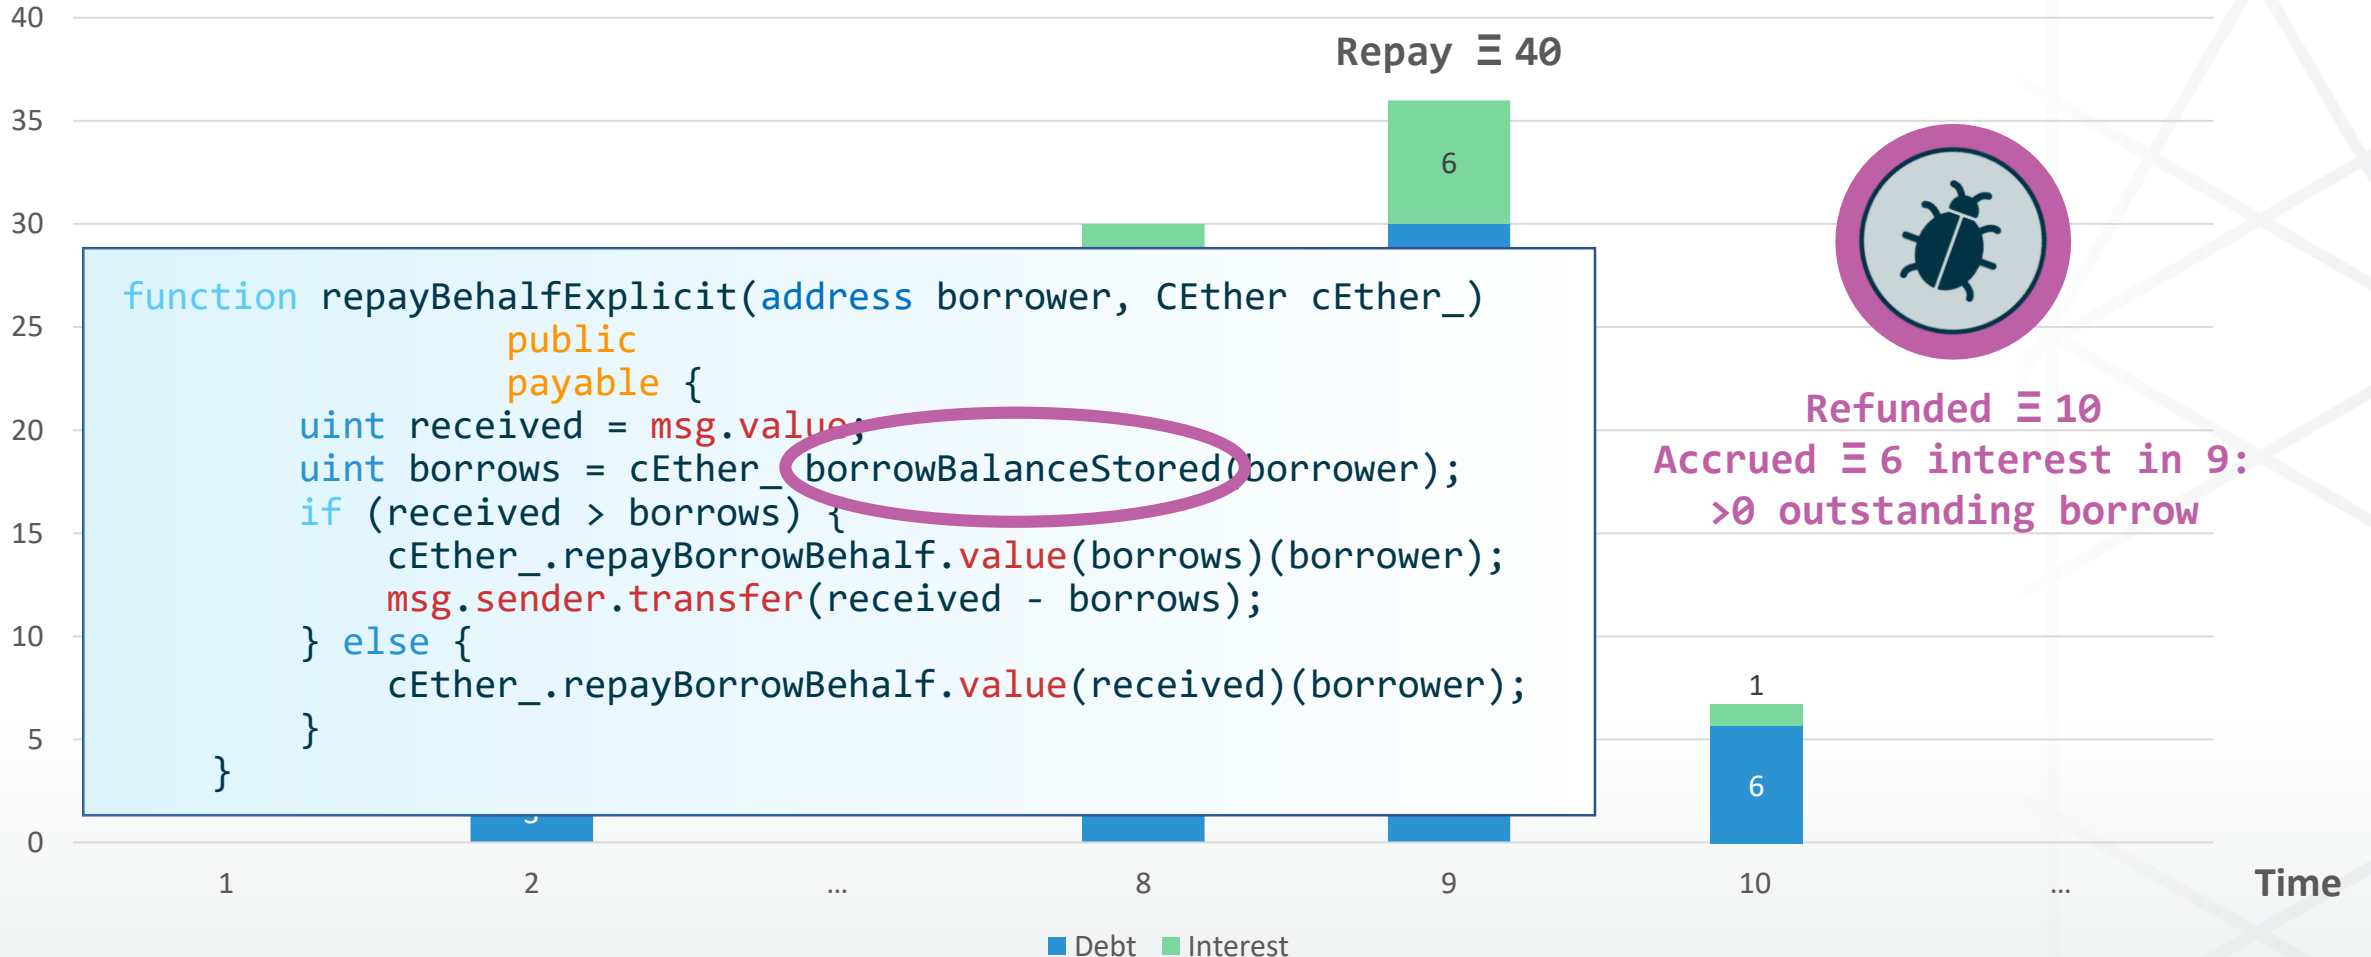 40
Repay Ξ 40
35
6
30
function repayBehalfExplicit(address borrower, CEther cEther_)
25
public
payable {
Refunded Ξ 10
20
uint received = msg.value;
Accrued Ξ 6 interest in 9:
uint borrows = cEther_ borrowBalanceStored(borrower);
>0 outstanding borrow
15
if (received > borrows) {
cEther_.repayBorrowBehalf.value(borrows)(borrower);
msg.sender.transfer(received - borrows);
10
} else {
cEther_.repayBorrowBehalf.value(received)(borrower);
1
5
}
}
6
0
1 2 ... 8 9 10 ... Time
Debt Interest